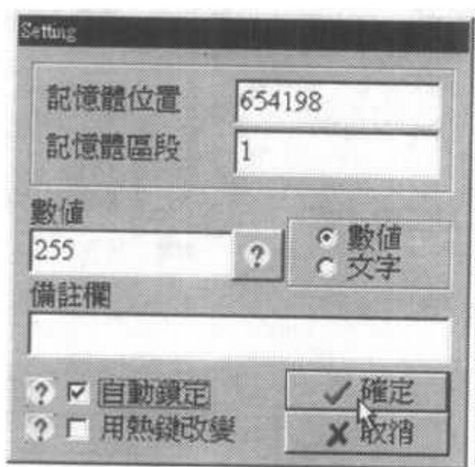 Setting
記憶體位置 654198
記憶體區段 1
數值
255 ? 數值
文字
備註欄
? 自動鎖定 確定
? 用熱鍵改變 取消